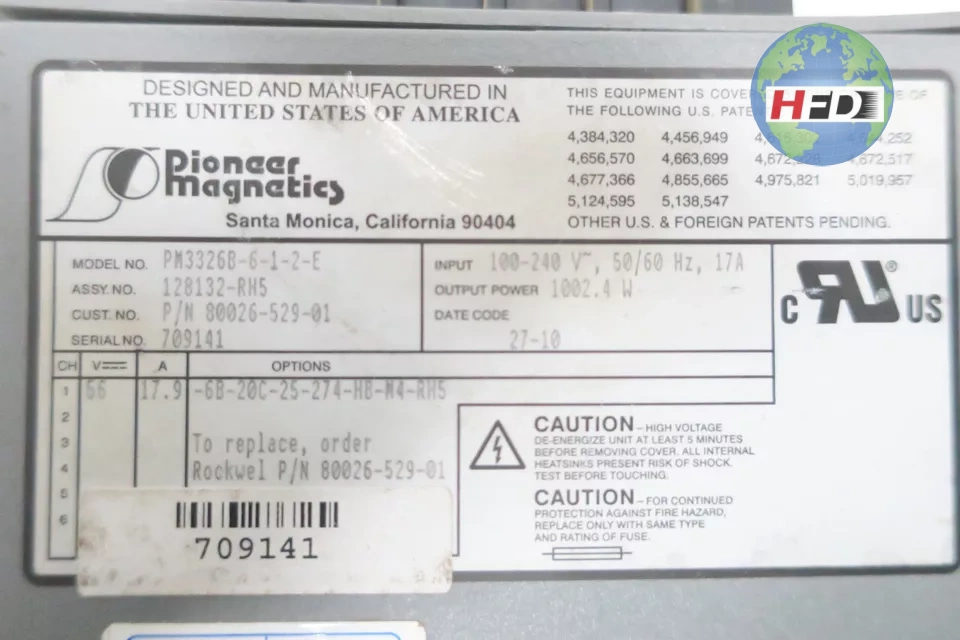 DESIGNED AND MANUFACTURED IN
THE UNITED STATES OF AMERICA
Pioneer
Magnetics
Santa Monica, California 90404
THIS EQUIPMENT IS COVER OF
THE FOLLOWING U.S. PATEN
HFD
4,384,320 4,456,949
4,656,570 4,663,699
4,677,366 4,855,665 4,975,821 5,019,957
5,124,595 5,138,547
OTHER U.S. & FOREIGN PATENTS PENDING.
MODEL NO. PM3326B-6-1-2-E
ASSY.NO. 128132-RH5
CUST. NO. P/N 80026-529-01
SERIAL NO. 709141
INPUT 100-240 V~, 50/60 Hz, 17A
OUTPUT POWER 1002.4 W
DATE CODE
27-10
C RU ® US
CH V A OPTIONS
1 56 17.9 -6B-20C-25-274-HB-M4-RH5
2
3 To replace, order
4 Rockwel P/N 80026-529-01
5
6
709141
CAUTION – HIGH VOLTAGE
DE-ENERGIZE UNIT AT LEAST 5 MINUTES
BEFORE REMOVING COVER. ALL INTERNAL
HEATSINKS PRESENT RISK OF SHOCK.
TEST BEFORE TOUCHING.
CAUTION – FOR CONTINUED
PROTECTION AGAINST FIRE HAZARD,
REPLACE ONLY WITH SAME TYPE
AND RATING OF FUSE.